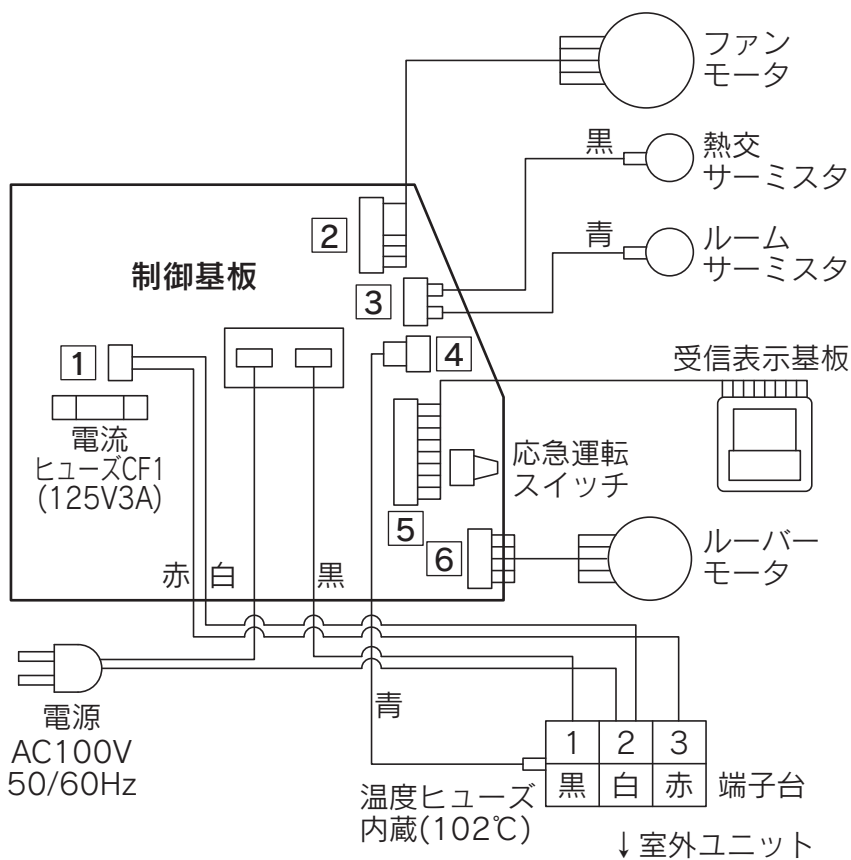 ファン
モータ
黒
熱交
サーミスタ
青
ルーム
サーミスタ
制御基板
2
3
1
4
受信表示基板
電流
ヒューズCF1
(125V3A)
応急運転
スイッチ
5
6
ルーバー
モータ
赤
白
黒
電源
AC100V
50/60Hz
青
1
2
3
黒
白
赤
端子台
温度ヒューズ
内蔵(102℃)
↓室外ユニット